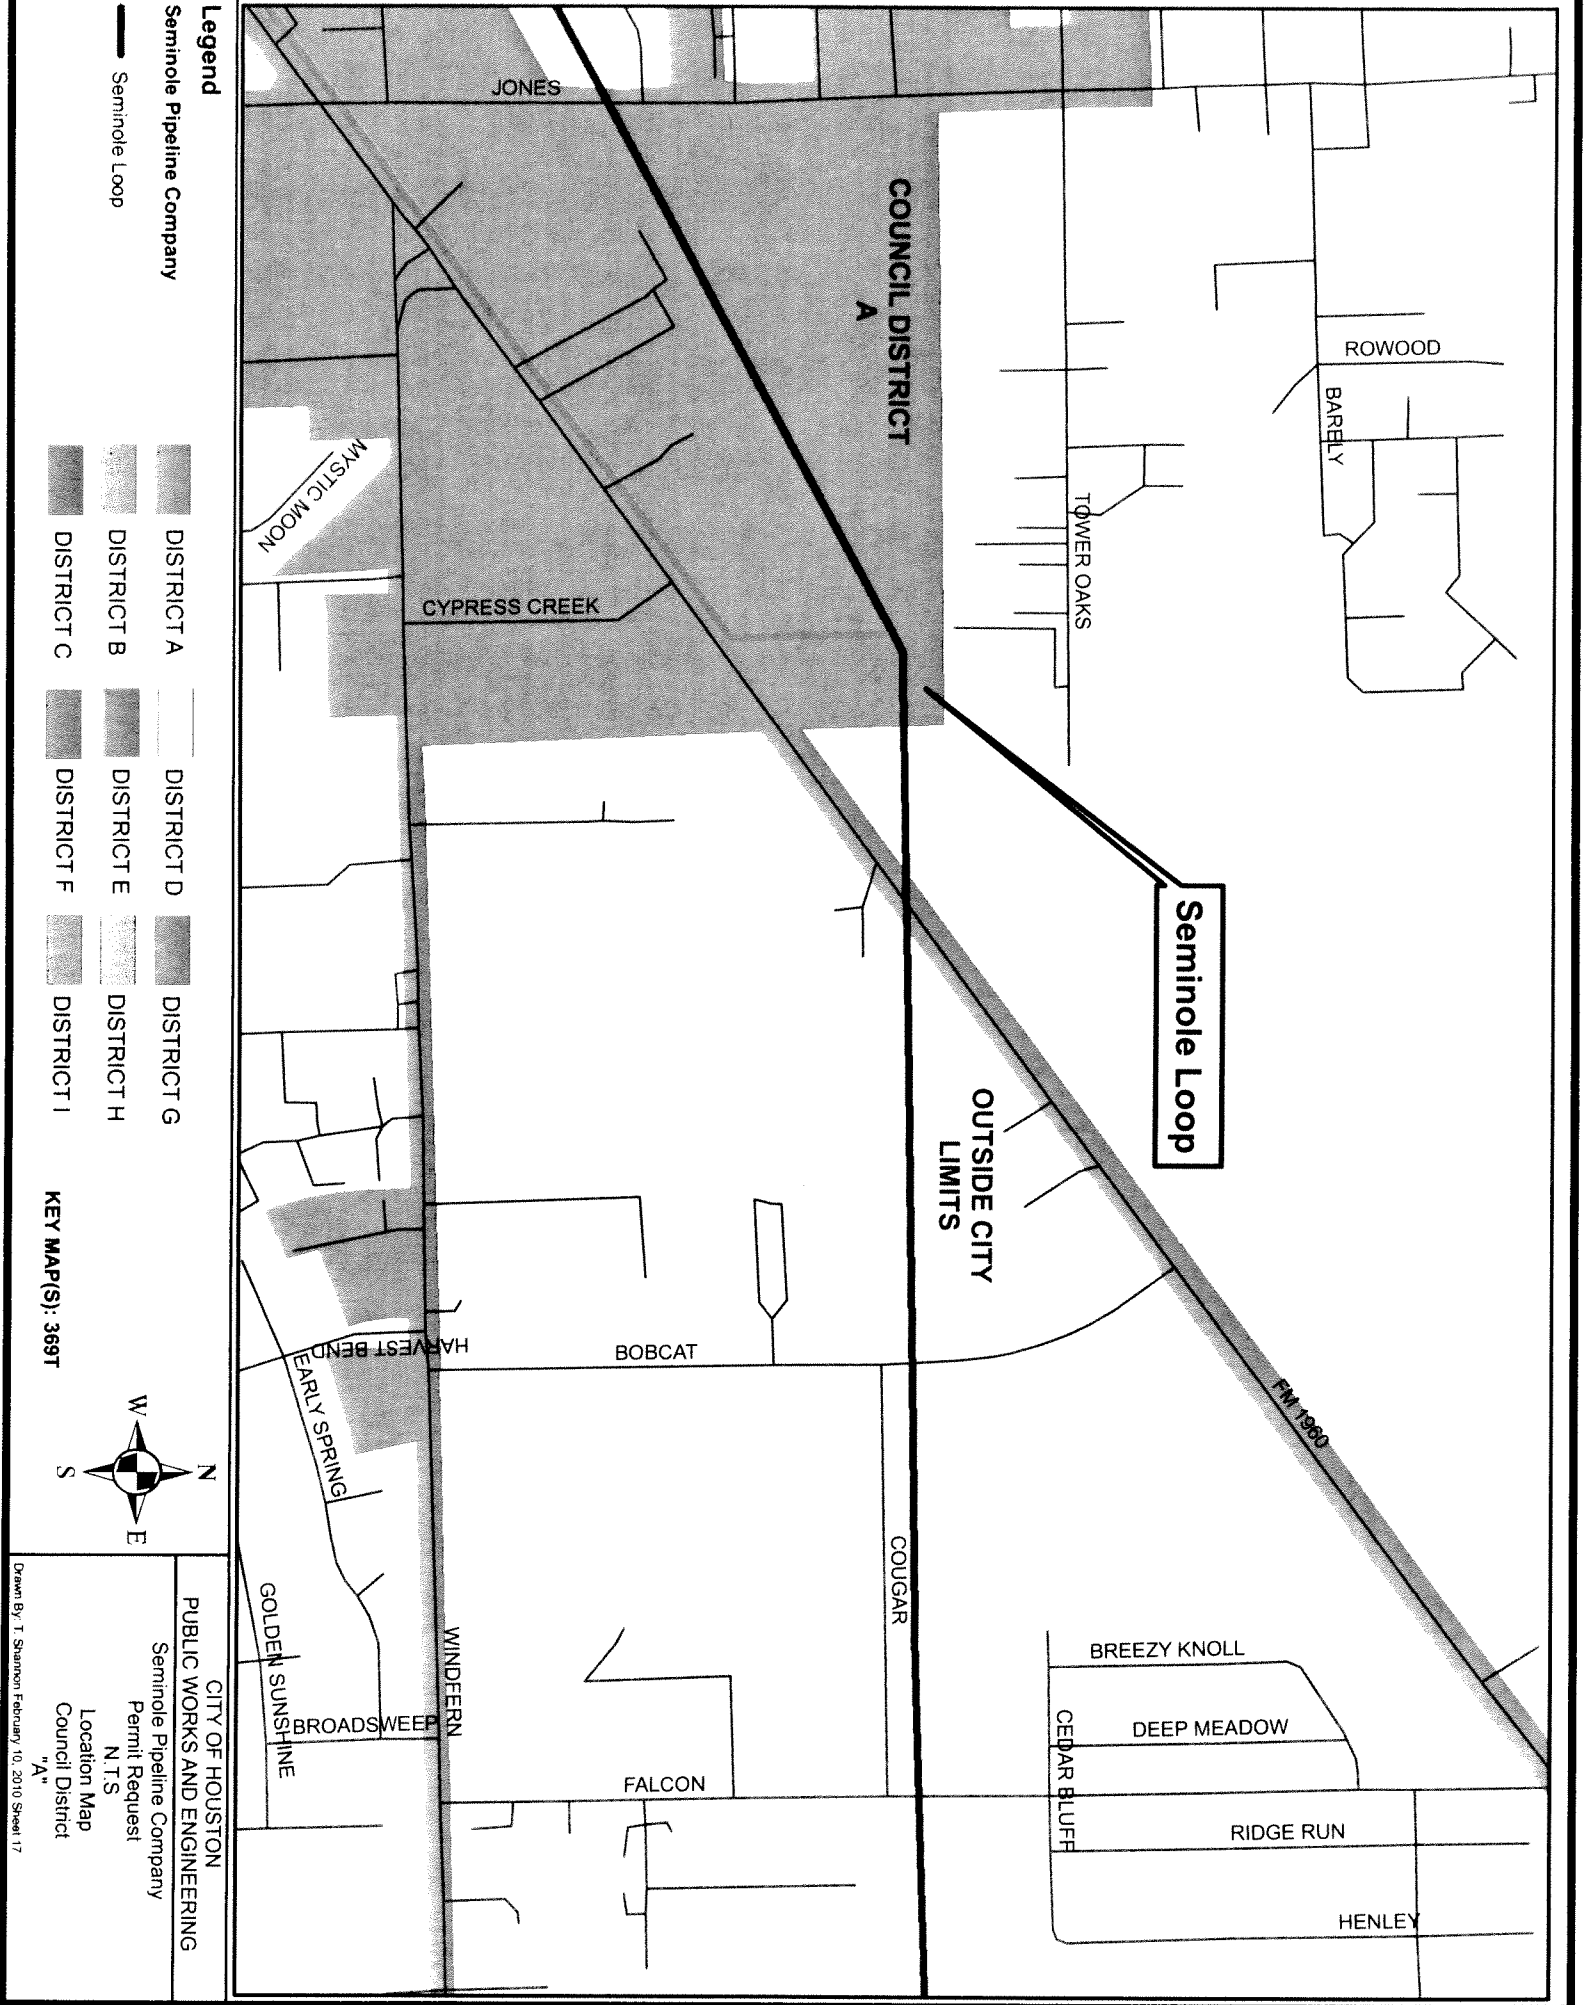 JONES
COUNCIL DISTRICT
A
ROWOOD
BARELY
TOWER OAKS
MYSTIC MOON
CYPRESS CREEK
Seminole Loop
OUTSIDE CITY
LIMITS
FM 1960
HARVEST BEND
EARLY SPRING
BOBCAT
COUGAR
WINDFERN
GOLDEN SUNSHINE
BROADSWEEP
FALCON
BREEZY KNOLL
DEEP MEADOW
CEDAR BLUFF
RIDGE RUN
HENLEY
Legend
Seminole Pipeline Company
Seminole Loop
DISTRICT A
DISTRICT B
DISTRICT C
DISTRICT D
DISTRICT E
DISTRICT F
DISTRICT G
DISTRICT H
DISTRICT I
KEY MAP(S): 369T
N
W
E
S
CITY OF HOUSTON
PUBLIC WORKS AND ENGINEERING
Seminole Pipeline Company
Permit Request
N.T.S
Location Map
Council District
"A"
Drawn By: T. Shannon February 10, 2010 Sheet 17